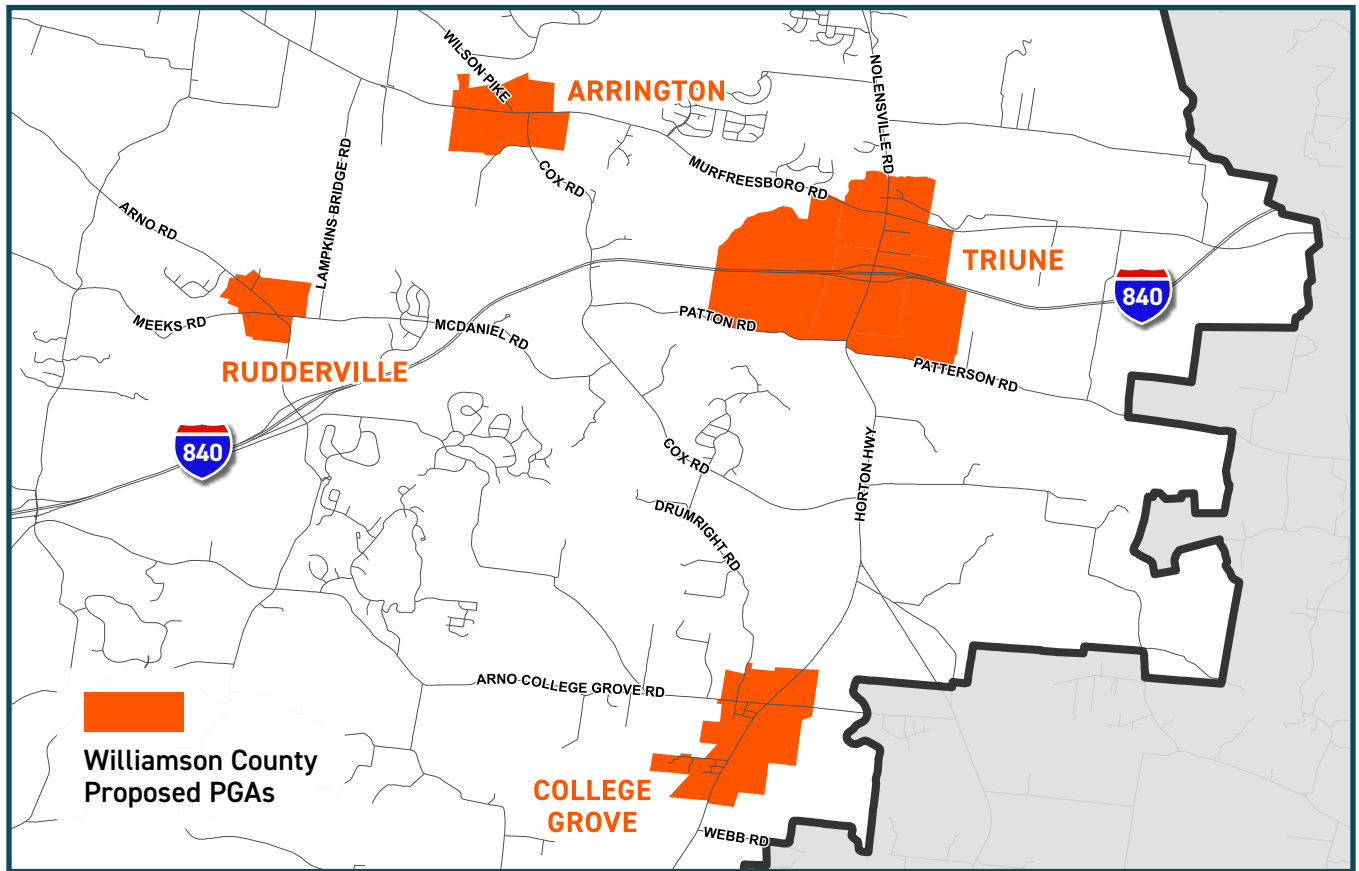 WILSON PIKE
ARRINGTON
NOLENSVILLE RD
LAMPKINS BRIDGE RD
COX RD
MURFREESBORO RD
ARNO RD
TRIUNE
840
MEEKS RD
MCDANIEL RD
PATTON RD
RUDDERVILLE
PATTERSON RD
840
COX RD
HORTON HWY
DRUMRIGHT RD
ARNO COLLEGE GROVE RD
Williamson County
Proposed PGAs
COLLEGE
GROVE
WEBB RD